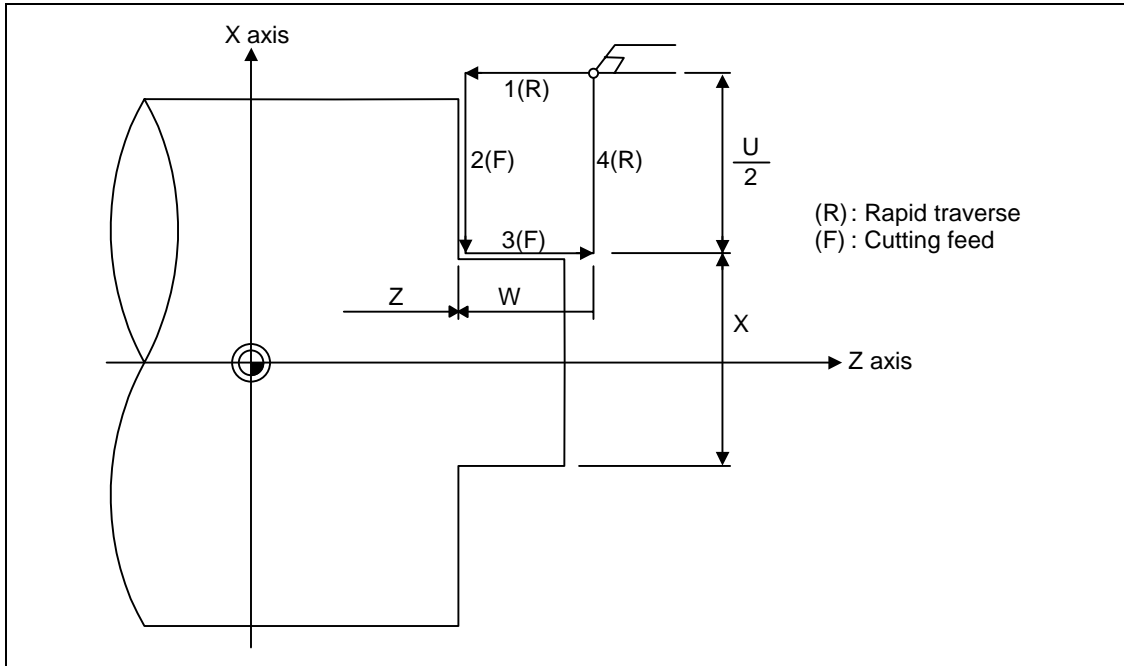 X axis
1(R)
2(F)
4(R)
U
2
(R) : Rapid traverse
(F) : Cutting feed
3(F)
Z
W
X
Z axis